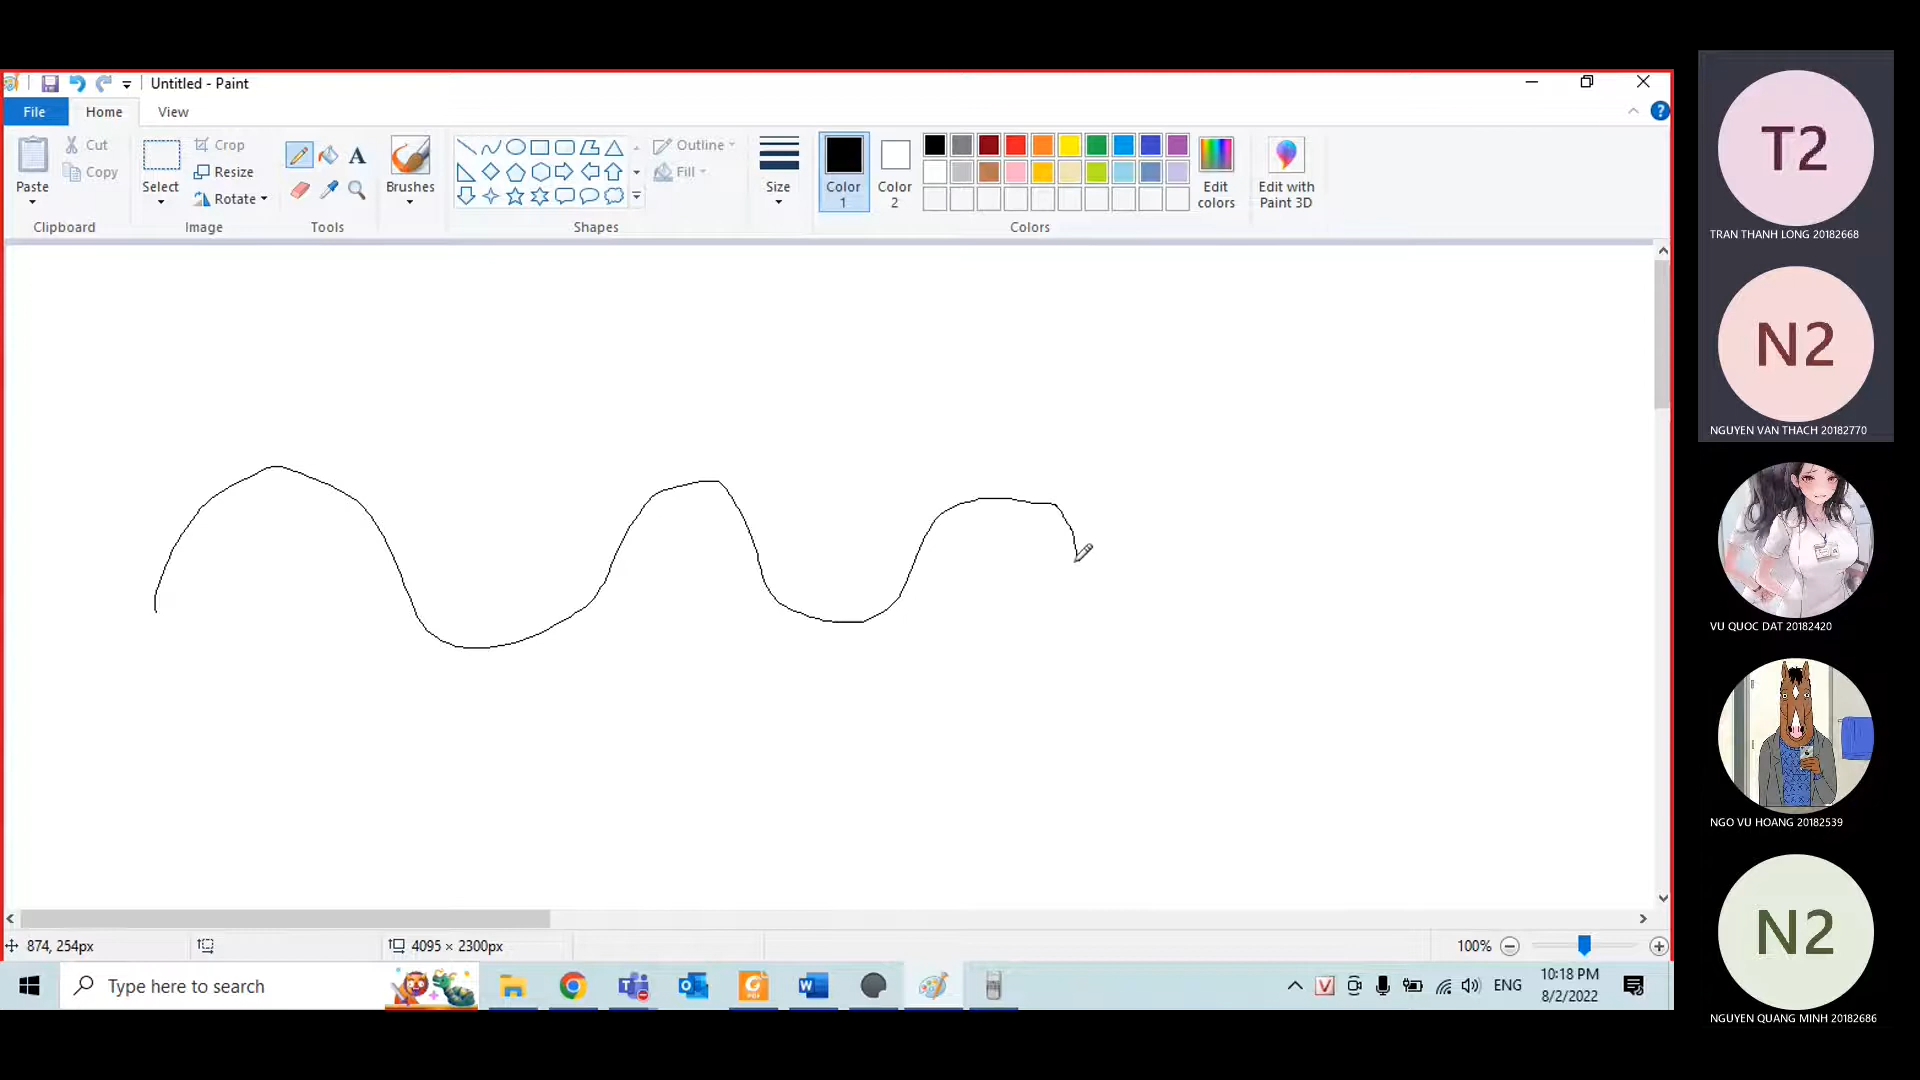 Untitled - Paint
File Home View
Paste
Cut
Copy
Clipboard
Select
Crop
Resize
Rotate
Image
A
Tools
Brushes
Outline
Fill
Shapes
Size
Color 1
Color 2
Edit colors
Edit with Paint 3D
Colors
874, 254px
4095 × 2300px
100%
Type here to search
ENG
10:18 PM
8/2/2022
T2
TRAN THANH LONG 20182668
N2
NGUYEN VAN THACH 20182770
VU QUOC DAT 20182420
NGO VU HOANG 20182539
N2
NGUYEN QUANG MINH 20182686